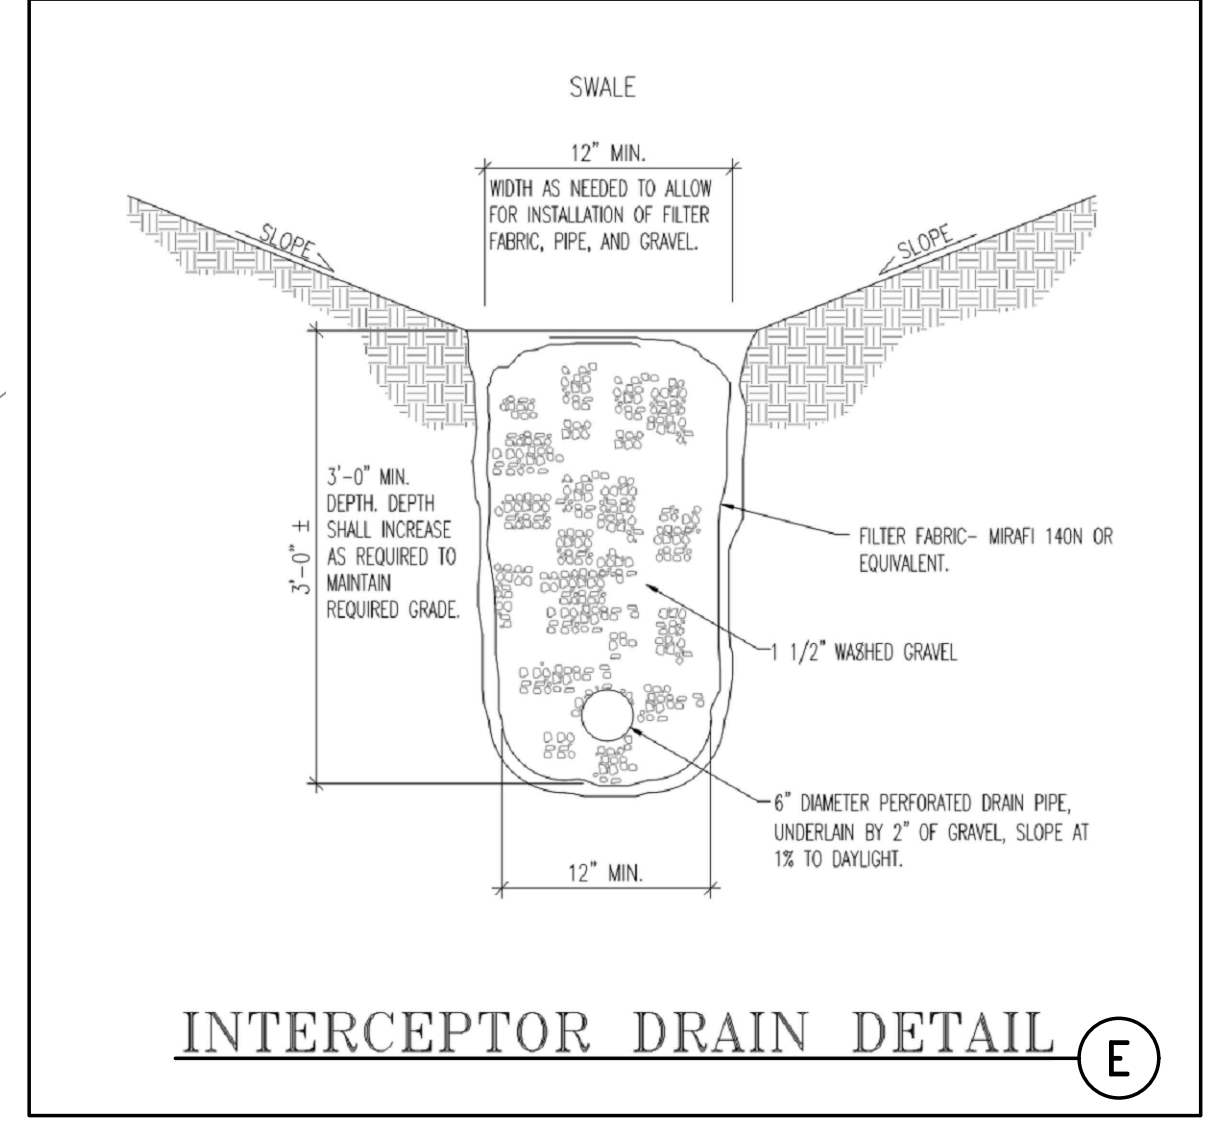 SWALE
12" MIN.
WIDTH AS NEEDED TO ALLOW
FOR INSTALLATION OF FILTER
FABRIC, PIPE, AND GRAVEL.
SLOPE
SLOPE
3'-0" MIN.
DEPTH. DEPTH
SHALL INCREASE
AS REQUIRED TO
MAINTAIN
REQUIRED GRADE.
3'-0" ±
FILTER FABRIC- MIRAFI 140N OR
EQUIVALENT.
1 1/2" WASHED GRAVEL
6" DIAMETER PERFORATED DRAIN PIPE,
UNDERLAIN BY 2" OF GRAVEL, SLOPE AT
1% TO DAYLIGHT.
12" MIN.
INTERCEPTOR DRAIN DETAIL
E